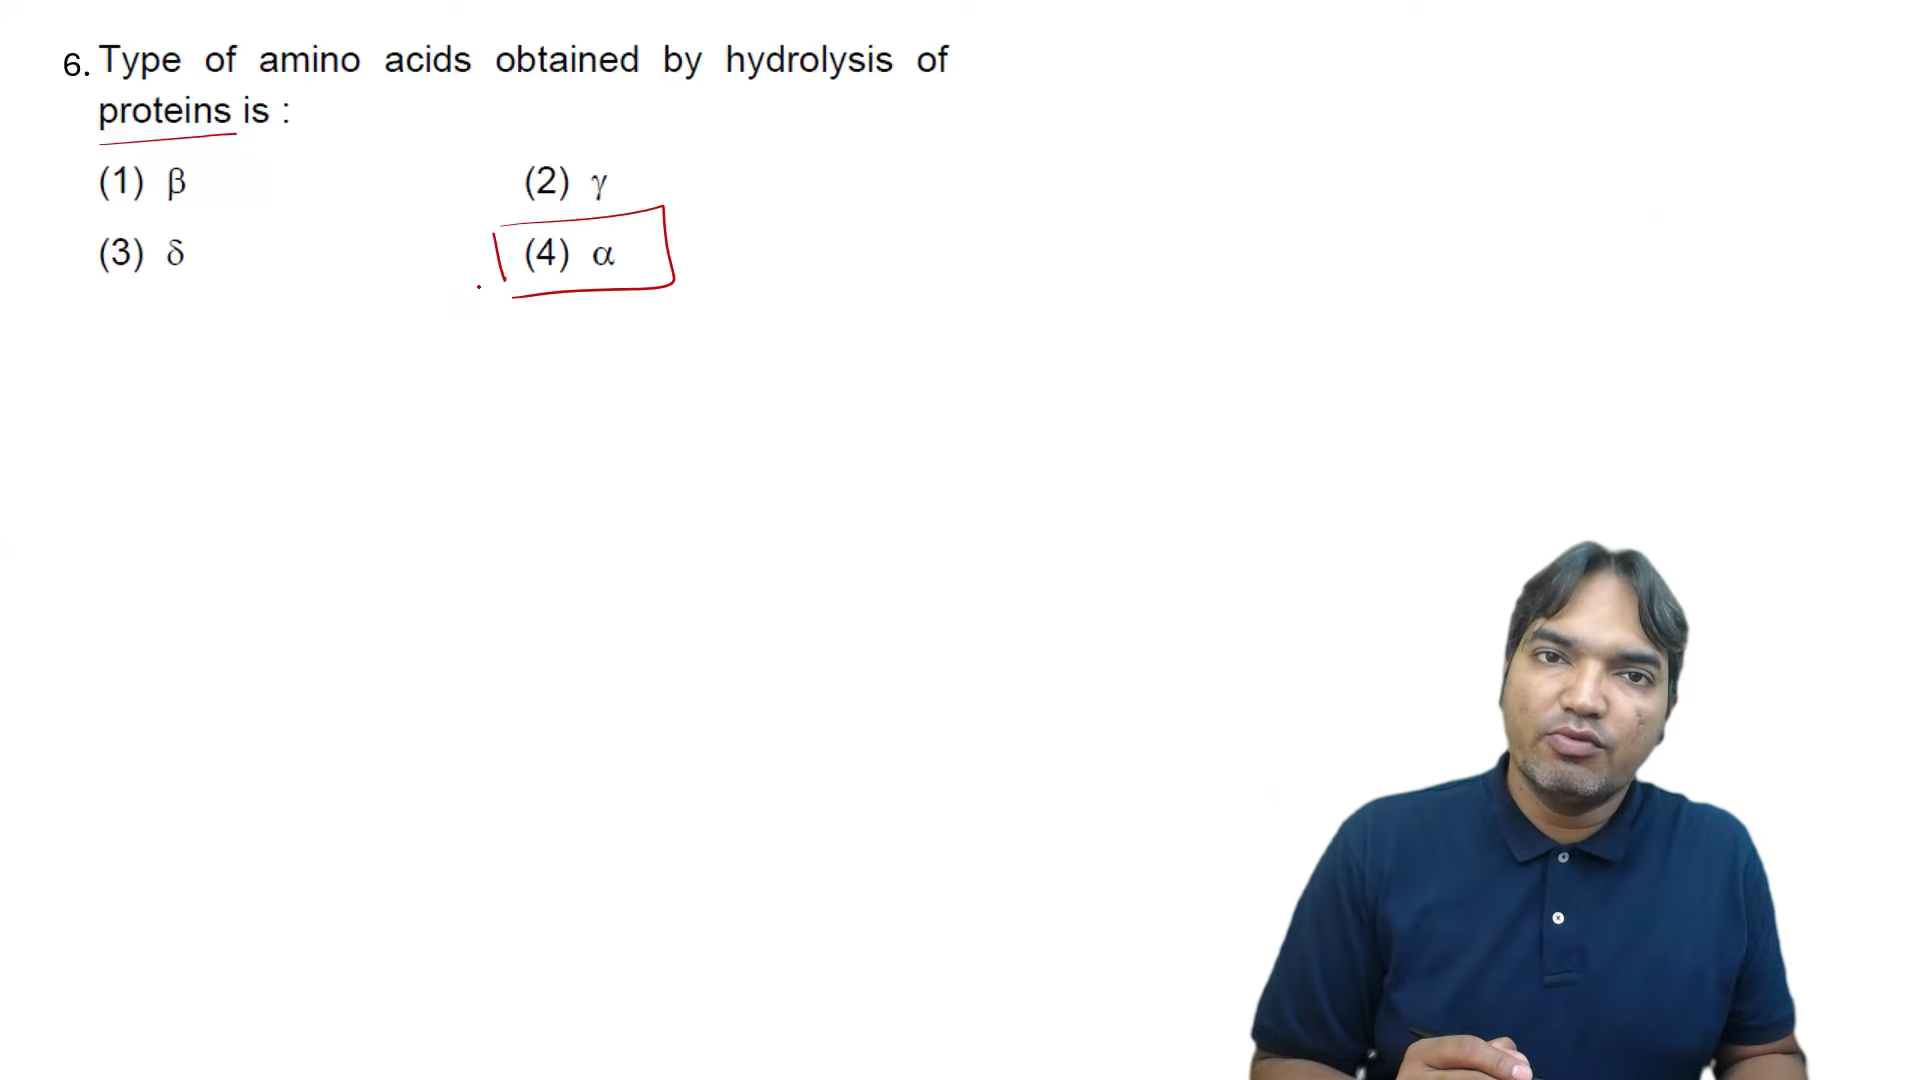 6. Type of amino acids obtained by hydrolysis of
proteins is :
(1) β (2) γ
(3) δ (4) α